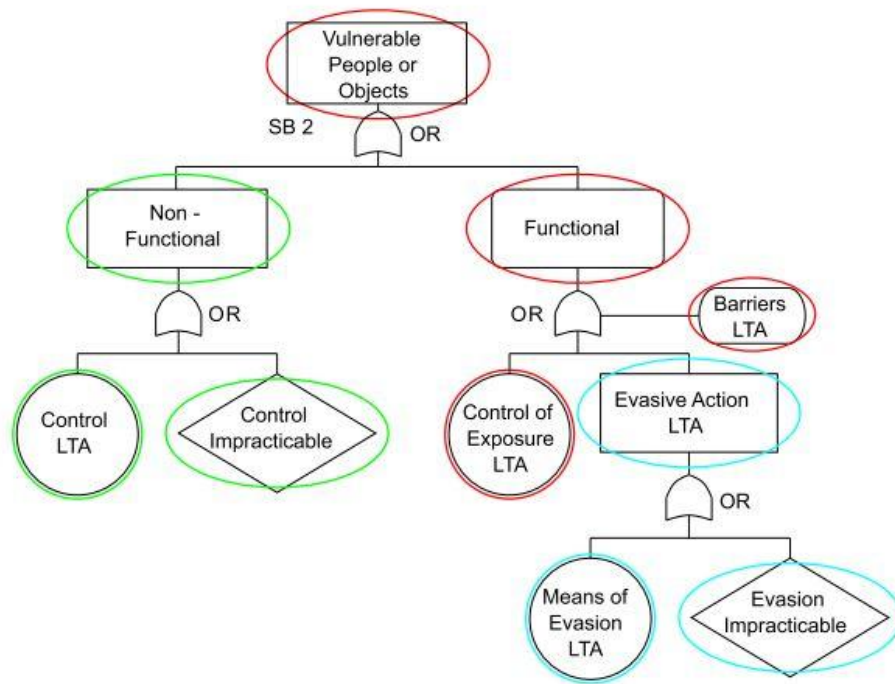 Vulnerable
People or
Objects
SB 2
OR
Non -
Functional
Functional
OR
OR
Barriers
LTA
Control
LTA
Control
Impracticable
Control of
Exposure
LTA
Evasive Action
LTA
OR
Means of
Evasion
LTA
Evasion
Impracticable